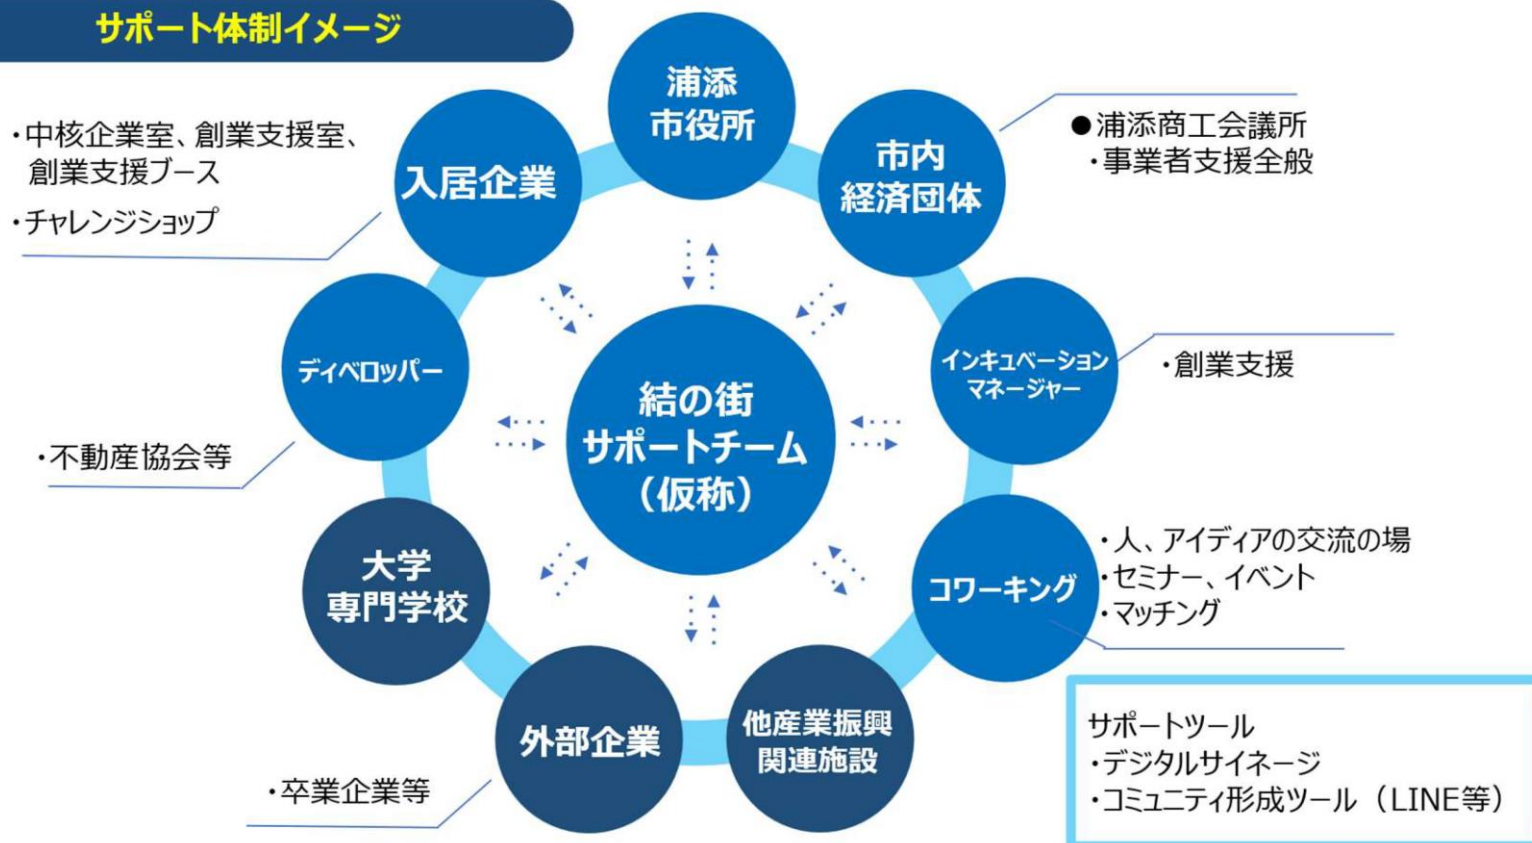 サポート体制イメージ
浦添
市役所
市内
経済団体
●浦添商工会議所
・事業者支援全般
インキュベーション
マネージャー
・創業支援
コワーキング
・人、アイディアの交流の場
・セミナー、イベント
・マッチング
他産業振興
関連施設
外部企業
・卒業企業等
大学
専門学校
ディベロッパー
・不動産協会等
入居企業
・中核企業室、創業支援室、
創業支援ブース
・チャレンジショップ
結の街
サポートチーム
（仮称）
サポートツール
・デジタルサイネージ
・コミュニティ形成ツール（LINE等）